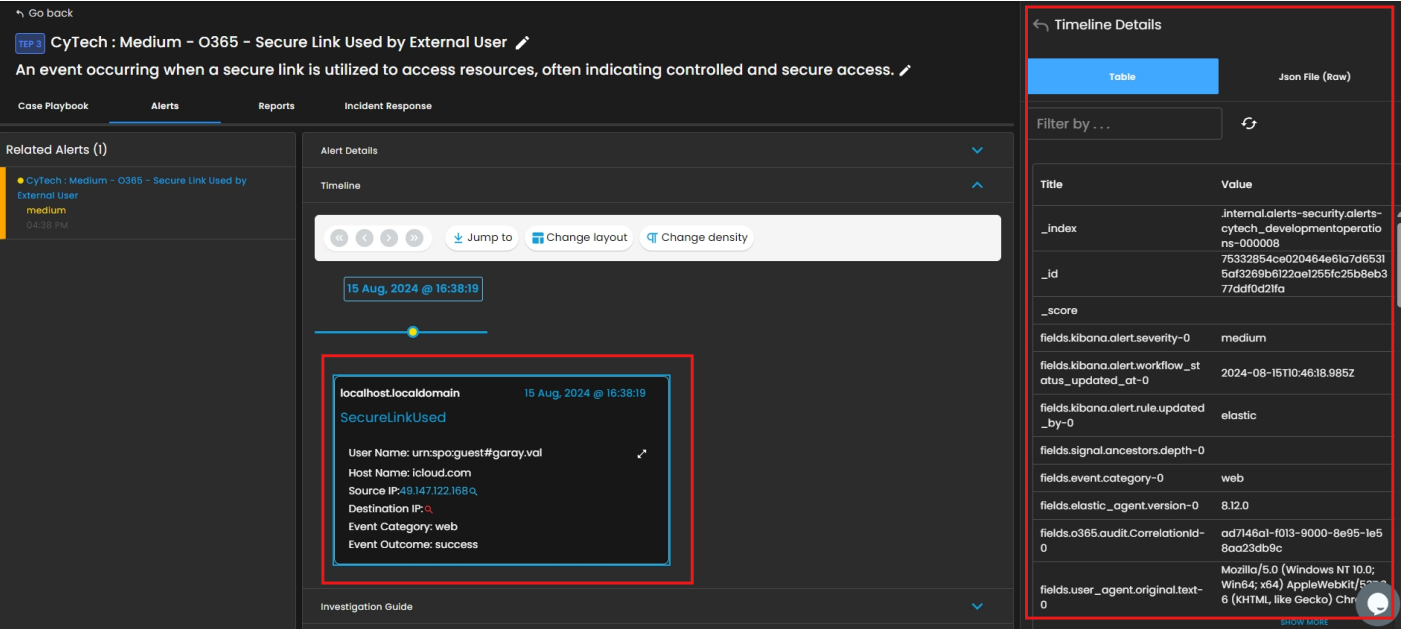 Go back
TEP 3 CyTech : Medium - O365 - Secure Link Used by External User
An event occurring when a secure link is utilized to access resources, often indicating controlled and secure access.
Case Playbook
Alerts
Reports
Incident Response
Related Alerts (1)
CyTech : Medium - O365 - Secure Link Used by
External User
medium
04:38 PM
Alert Details
Timeline
Jump to
Change layout
Change density
15 Aug, 2024 @ 16:38:19
localhost.localdomain 15 Aug, 2024 @ 16:38:19
SecureLinkUsed
User Name: urn:spo:guest#garay.val
Host Name: icloud.com
Source IP:49.147.122.168
Destination IP:
Event Category: web
Event Outcome: success
Investigation Guide
Timeline Details
Table
Json File (Raw)
Filter by . . .
Title Value
_index
.internal.alerts-security.alerts-
cytech_developmentoperatio
ns-000008
_id
75332854ce020464e61a7d6531
5af3269b6122ae1255fc25b8eb3
77ddf0d21fa
_score
fields.kibana.alert.severity-0 medium
fields.kibana.alert.workflow_st
atus_updated_at-0
2024-08-15T10:46:18.985Z
fields.kibana.alert.rule.updated
_by-0
elastic
fields.signal.ancestors.depth-0
fields.event.category-0 web
fields.elastic_agent.version-0 8.12.0
fields.o365.audit.CorrelationId-
0
ad7146a1-f013-9000-8e95-1e5
8aa23db9c
fields.user_agent.original.text-
0
Mozilla/5.0 (Windows NT 10.0;
Win64; x64) AppleWebKit/
6 (KHTML, like Gecko)
SHOW MORE